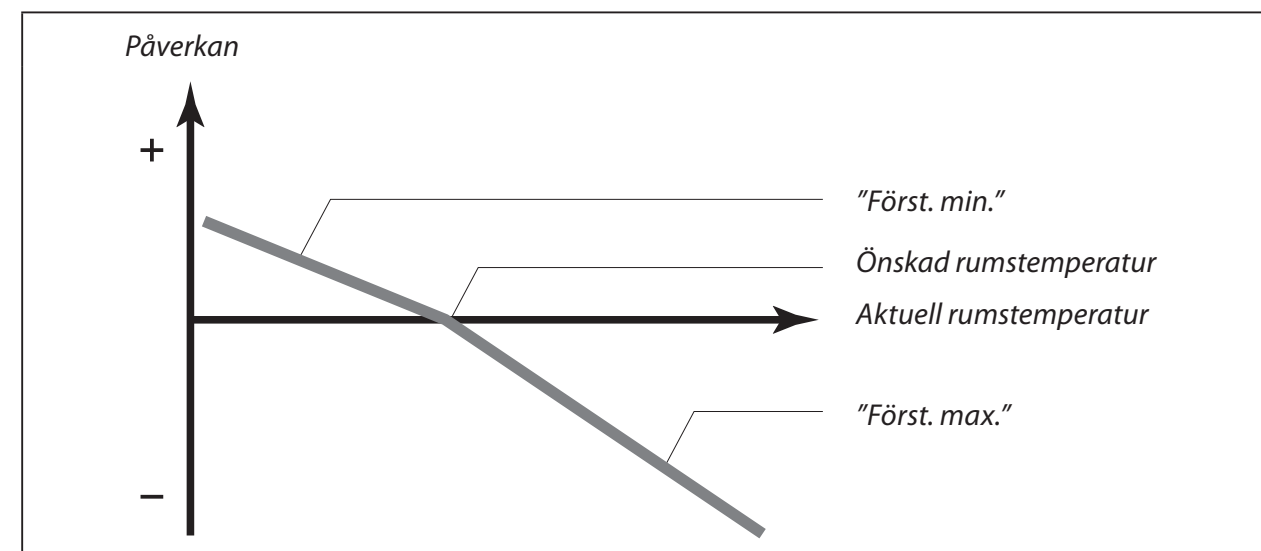 Påverkan
+
"Först. min."
Önskad rumstemperatur
Aktuell rumstemperatur
"Först. max."
–